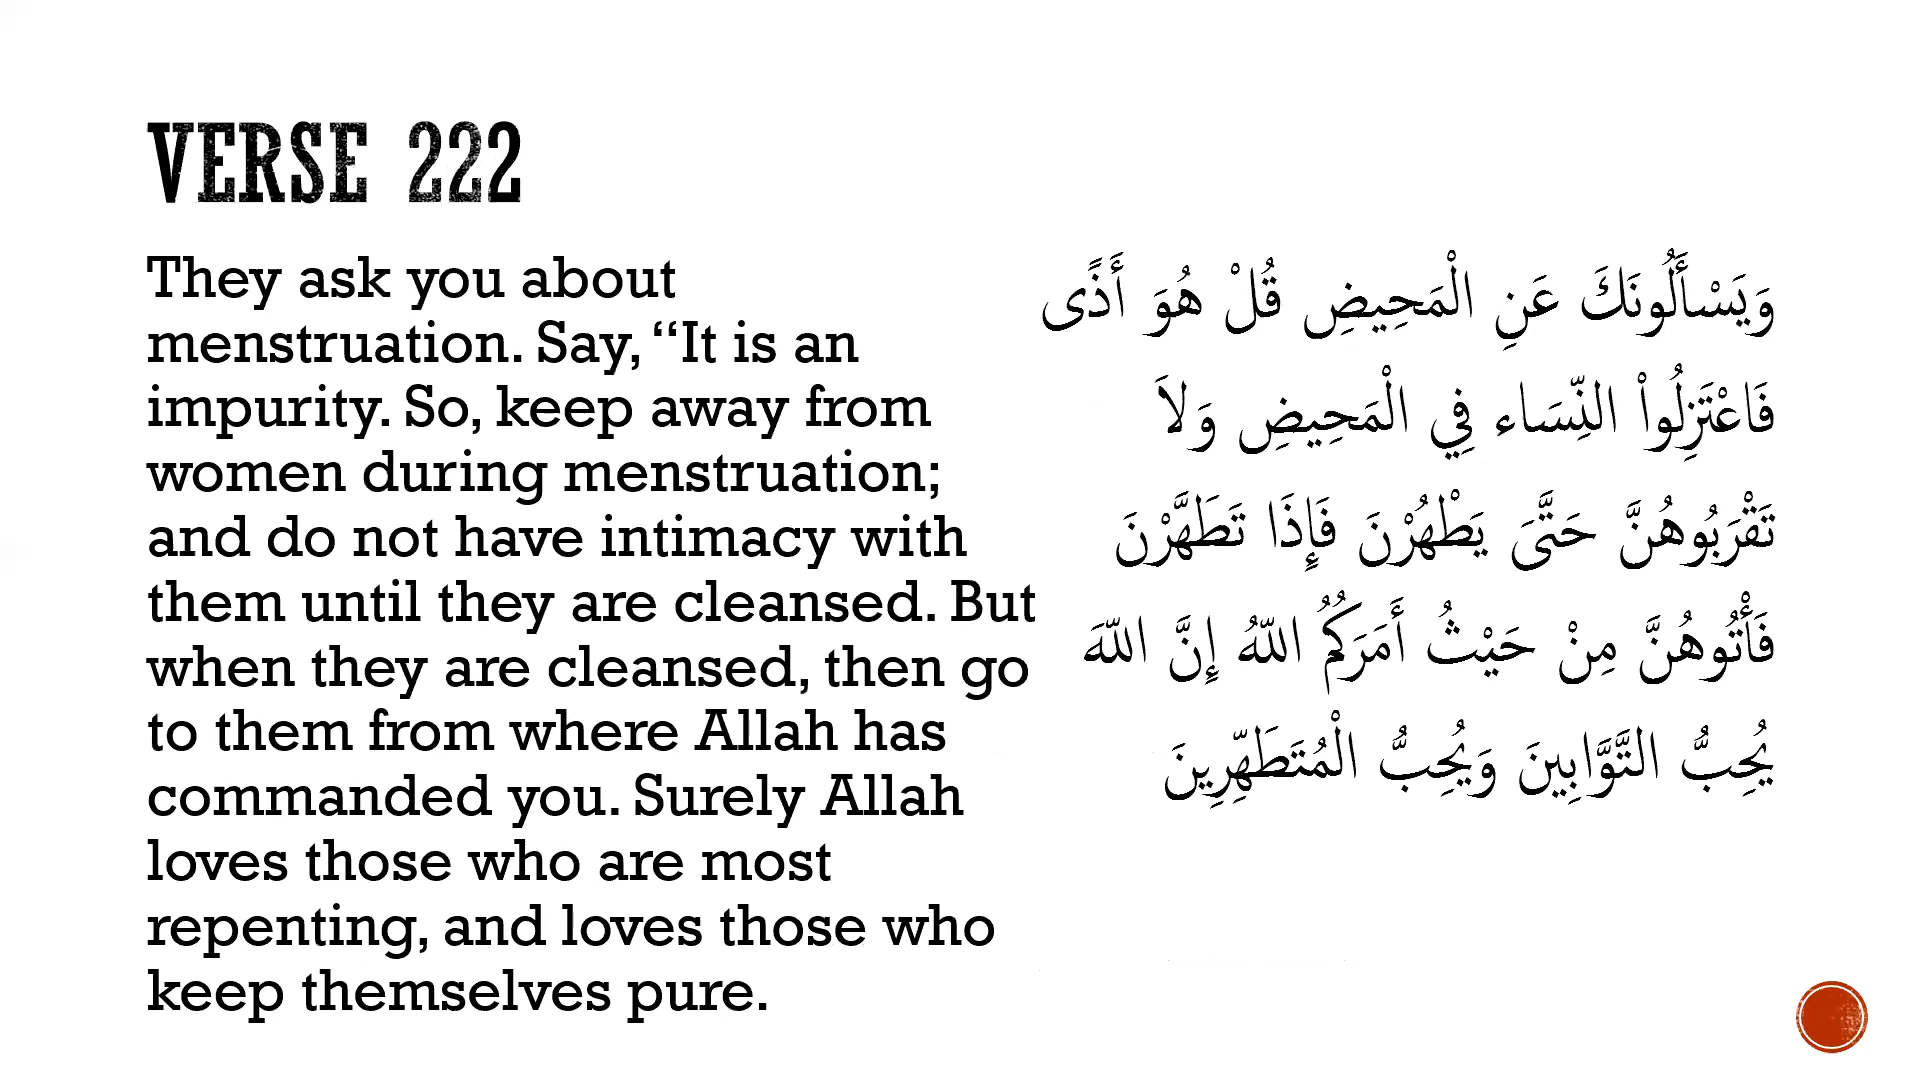 VERSE 222
They ask you about
menstruation. Say, “It is an
impurity. So, keep away from
women during menstruation;
and do not have intimacy with
them until they are cleansed. But
when they are cleansed, then go
to them from where Allah has
commanded you. Surely Allah
loves those who are most
repenting, and loves those who
keep themselves pure.
وَيَسْأَلُونَكَ عَنِ الْمَحِيضِ قُلْ هُوَ أَذًى
فَاعْتَزِلُواْ النِّسَاء فِي الْمَحِيضِ وَلاَ
تَقْرَبُوهُنَّ حَتَّىَ يَطْهُرْنَ فَإِذَا تَطَهَّرْنَ
فَأْتُوهُنَّ مِنْ حَيْثُ أَمَرَكُمُ اللّهُ إِنَّ اللّهَ
يُحِبُّ التَّوَّابِينَ وَيُحِبُّ الْمُتَطَهِّرِينَ